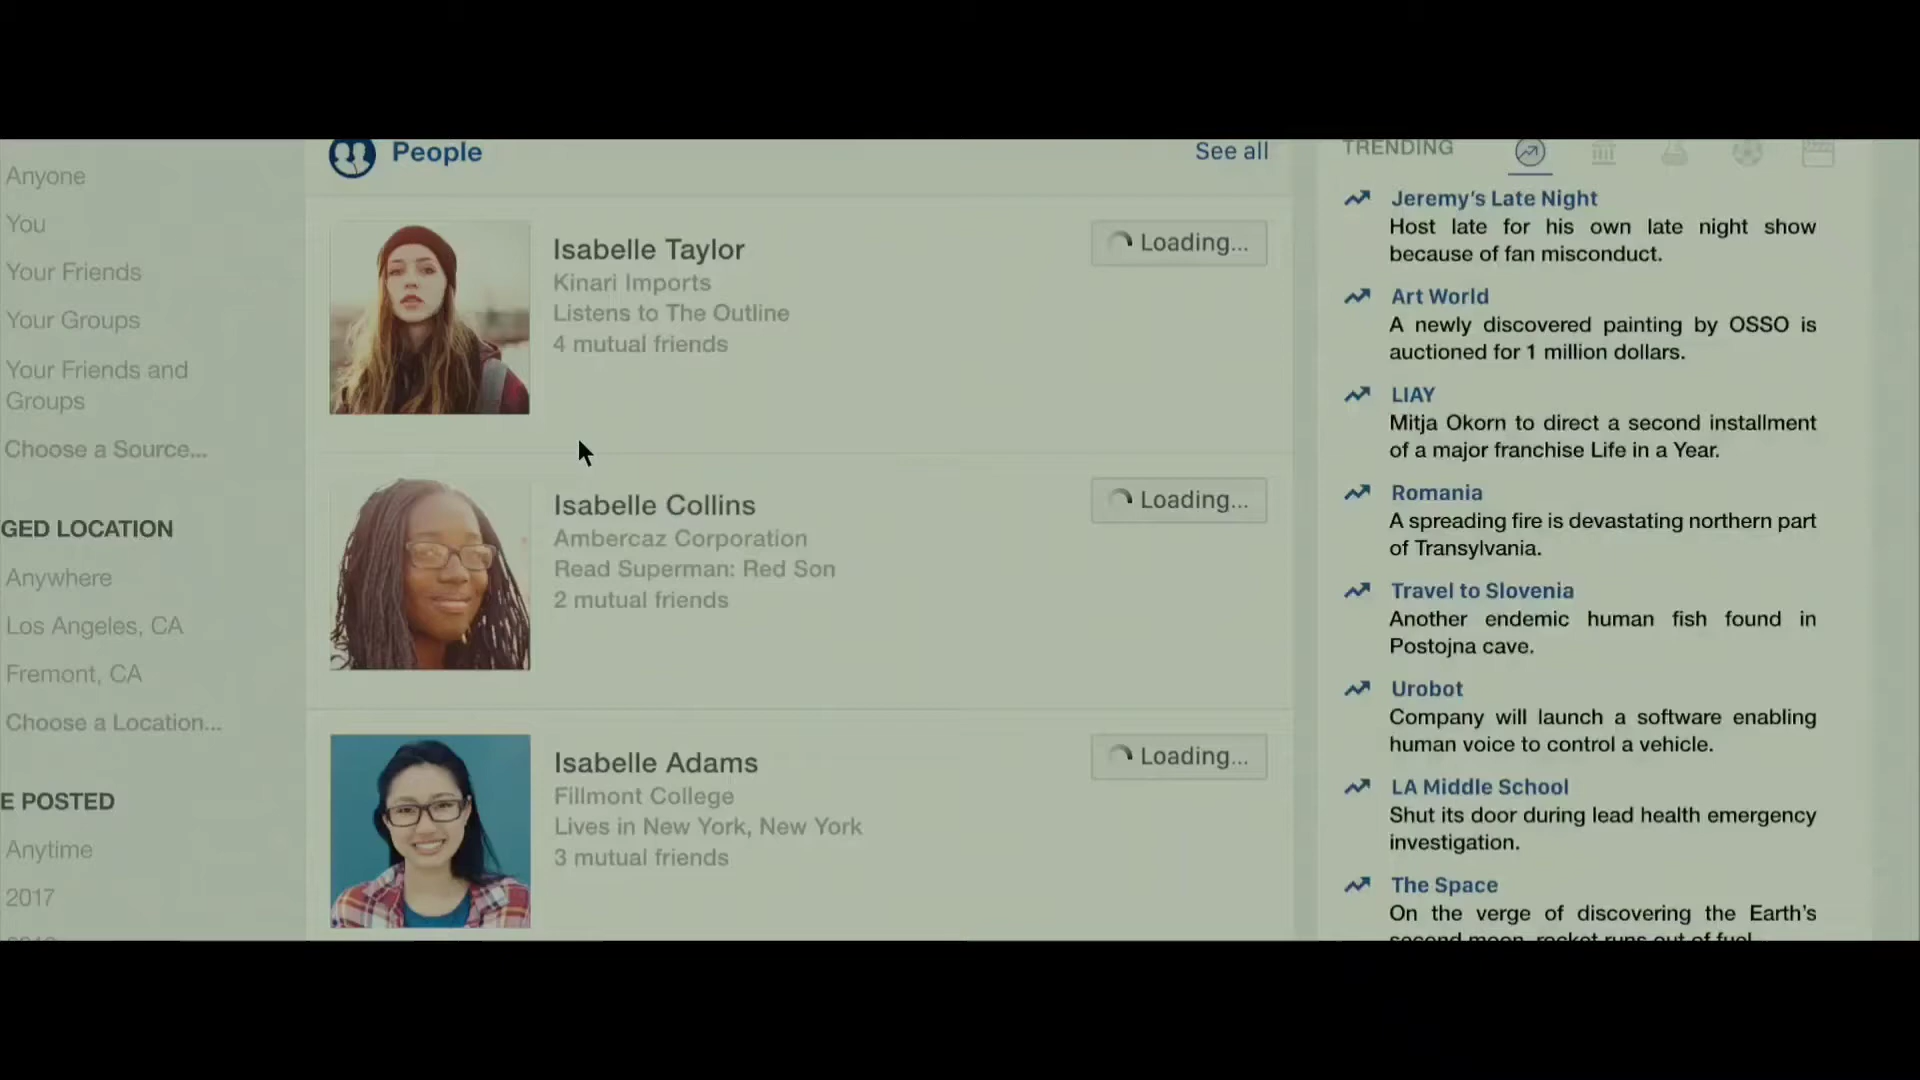 Anyone
You
Your Friends
Your Groups
Your Friends and
Groups
Choose a Source...
GED LOCATION
Anywhere
Los Angeles, CA
Fremont, CA
Choose a Location...
E POSTED
Anytime
2017
People
See all
Isabelle Taylor
Kinari Imports
Listens to The Outline
4 mutual friends
Loading...
Isabelle Collins
Ambercaz Corporation
Read Superman: Red Son
2 mutual friends
Loading...
Isabelle Adams
Fillmont College
Lives in New York, New York
3 mutual friends
Loading...
TRENDING
Jeremy's Late Night
Host late for his own late night show
because of fan misconduct.
Art World
A newly discovered painting by OSSO is
auctioned for 1 million dollars.
LIAY
Mitja Okorn to direct a second installment
of a major franchise Life in a Year.
Romania
A spreading fire is devastating northern part
of Transylvania.
Travel to Slovenia
Another endemic human fish found in
Postojna cave.
Urobot
Company will launch a software enabling
human voice to control a vehicle.
LA Middle School
Shut its door during lead health emergency
investigation.
The Space
On the verge of discovering the Earth's
second moon, rocket runs out of fuel.